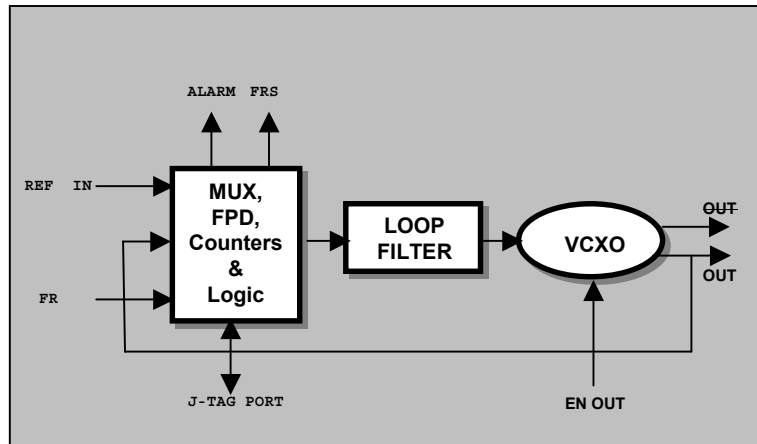 ALARM FRS
REF IN
MUX,
FPD,
Counters
&
Logic
LOOP
FILTER
VCXO
OUT
OUT
FR
J-TAG PORT
EN OUT